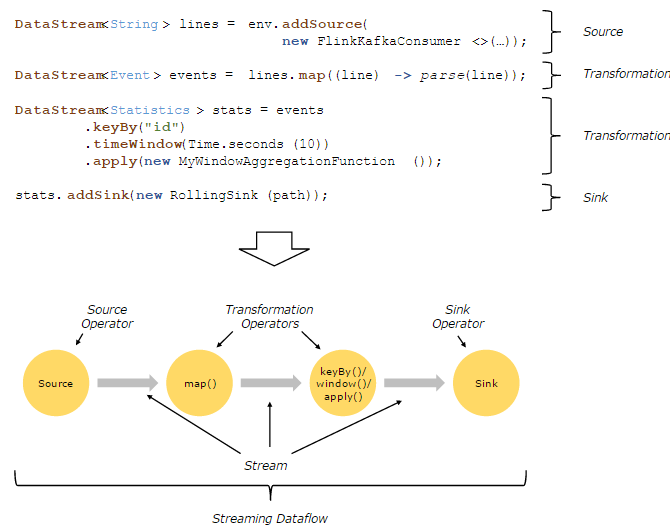 DataStream<String> lines = env.addSource(
new FlinkKafkaConsumer <>(…));
Source
DataStream<Event> events = lines.map((line) -> parse(line));
Transformation
DataStream<Statistics> stats = events
.keyBy("id")
.timeWindow(Time.seconds (10))
.apply(new MyWindowAggregationFunction ());
Transformation
stats. addSink(new RollingSink (path));
Sink
Source
Operator
Transformation
Operators
Sink
Operator
Source
map()
keyBy()/
window()/
apply()
Sink
Stream
Streaming Dataflow